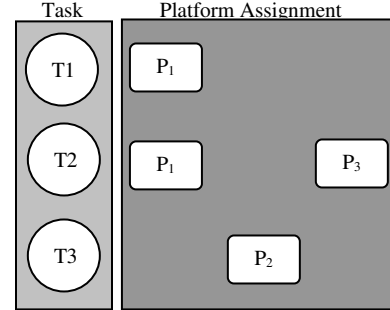 Task Platform Assignment
T1 P₁
T2 P₁ P₃
T3 P₂